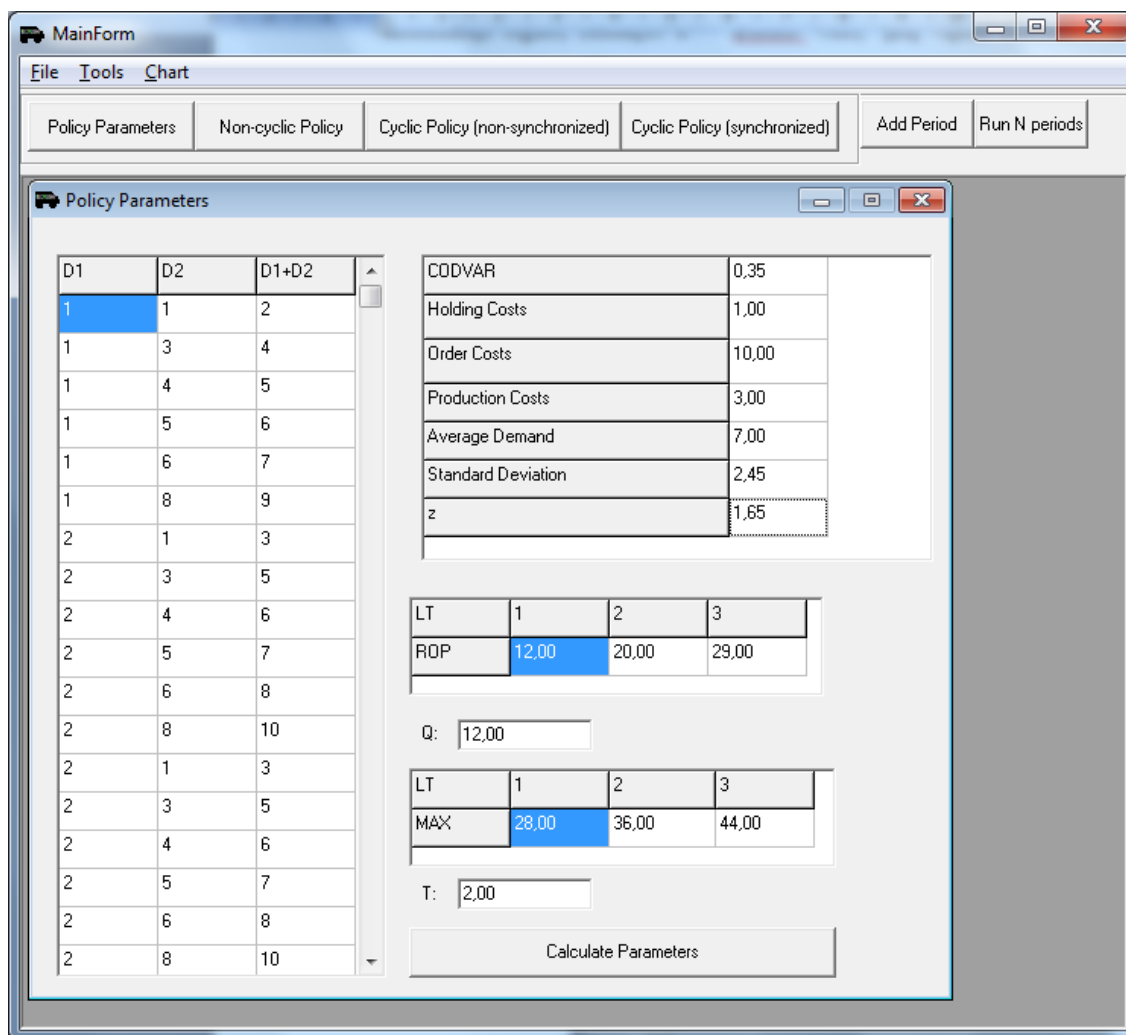 MainForm
File Tools Chart
Policy Parameters Non-cyclic Policy Cyclic Policy (non-synchronized) Cyclic Policy (synchronized) Add Period Run N periods
Policy Parameters
D1 D2 D1+D2
1 1 2
1 3 4
1 4 5
1 5 6
1 6 7
1 8 9
2 1 3
2 3 5
2 4 6
2 5 7
2 6 8
2 8 10
2 1 3
2 3 5
2 4 6
2 5 7
2 6 8
2 8 10
CODVAR 0,35
Holding Costs 1,00
Order Costs 10,00
Production Costs 3,00
Average Demand 7,00
Standard Deviation 2,45
z 1,65
LT 1 2 3
ROP 12,00 20,00 29,00
Q: 12,00
LT 1 2 3
MAX 28,00 36,00 44,00
T: 2,00
Calculate Parameters